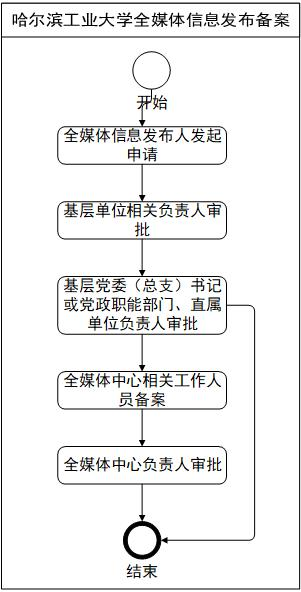 哈尔滨工业大学全媒体信息发布备案
开始
全媒体信息发布人发起
申请
基层单位相关负责人审
批
基层党委（总支）书记
或党政职能部门、直属
单位负责人审批
全媒体中心相关工作人
员备案
全媒体中心负责人审批
结束